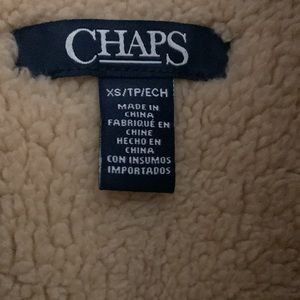 CHAPS
XS/TP/ECH
MADE IN
CHINA
FABRIQUÉ EN
CHINE
HECHO EN
CHINA
CON INSUMOS
IMPORTADOS